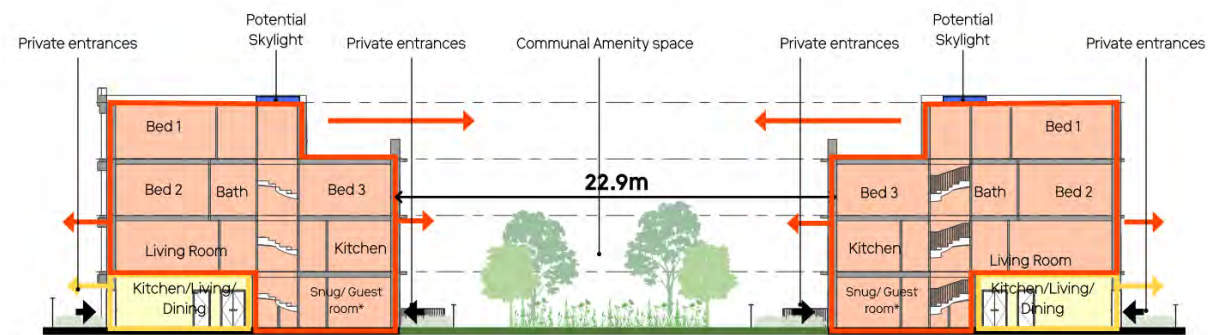 Potential
Skylight
Private entrances
Private entrances
Communal Amenity space
Private entrances
Potential
Skylight
Private entrances
Bed 1
Bed 1
Bed 2
Bath
Bed 3
22.9m
Bed 3
Bath
Bed 2
Living Room
Kitchen
Kitchen
Living Room
Kitchen/Living/
Dining
Snug/ Guest
room*
Snug/ Guest
room*
Kitchen/Living/
Dining